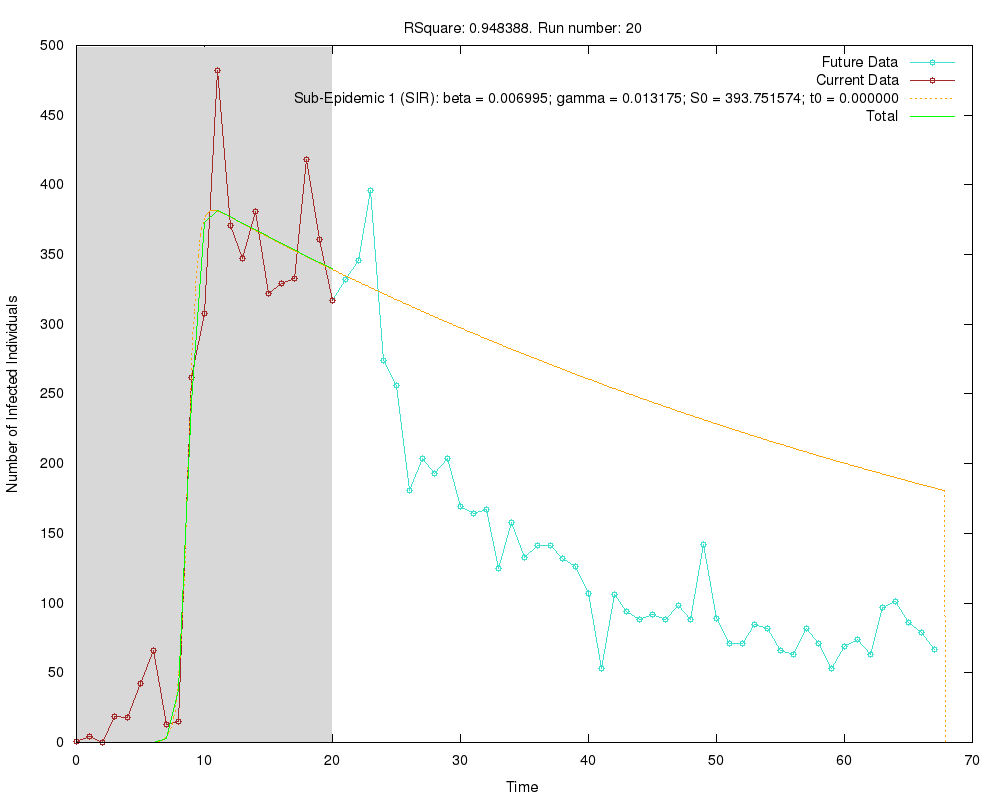 RSquare: 0.948388. Run number: 20
Future Data
Current Data
Sub-Epidemic 1 (SIR): beta = 0.006995; gamma = 0.013175; S0 = 393.751574; t0 = 0.000000
Total
500
450
400
350
300
250
200
150
100
50
0
Number of Infected Individuals
0 10 20 30 40 50 60 70
Time